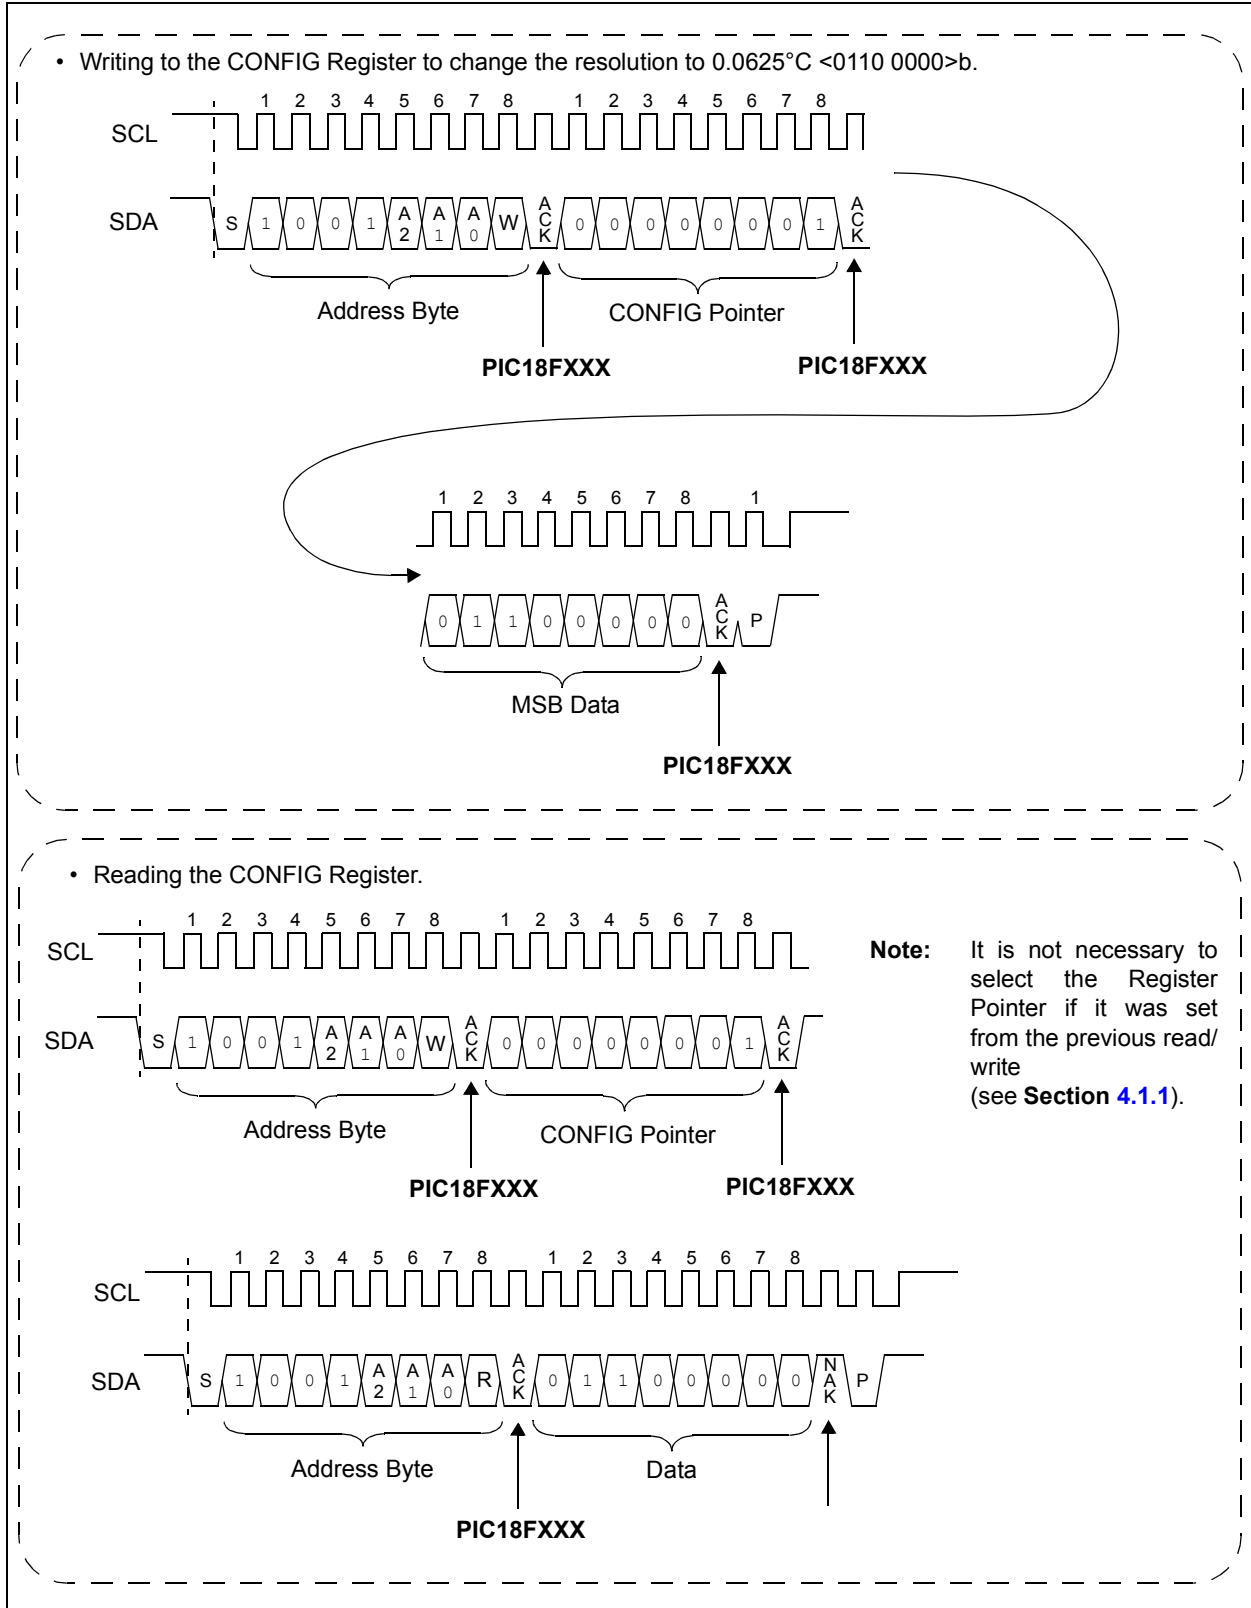 • Writing to the CONFIG Register to change the resolution to 0.0625°C <0110 0000>b.
1 2 3 4 5 6 7 8 1 2 3 4 5 6 7 8
SCL
SDA S 1 0 0 1 A2 A1 A0 W ACK 0 0 0 0 0 0 0 1 ACK
Address Byte CONFIG Pointer
PIC18FXXX PIC18FXXX
1 2 3 4 5 6 7 8 1
0 1 1 0 0 0 0 0 ACK P
MSB Data
PIC18FXXX
• Reading the CONFIG Register.
1 2 3 4 5 6 7 8 1 2 3 4 5 6 7 8
SCL
SDA S 1 0 0 1 A2 A1 A0 W ACK 0 0 0 0 0 0 0 1 ACK
Address Byte CONFIG Pointer
PIC18FXXX PIC18FXXX
Note: It is not necessary to
select the Register
Pointer if it was set
from the previous read/
write
(see Section 4.1.1).
1 2 3 4 5 6 7 8 1 2 3 4 5 6 7 8
SCL
SDA S 1 0 0 1 A2 A1 A0 R ACK 0 1 1 0 0 0 0 0 NAK P
Address Byte Data
PIC18FXXX